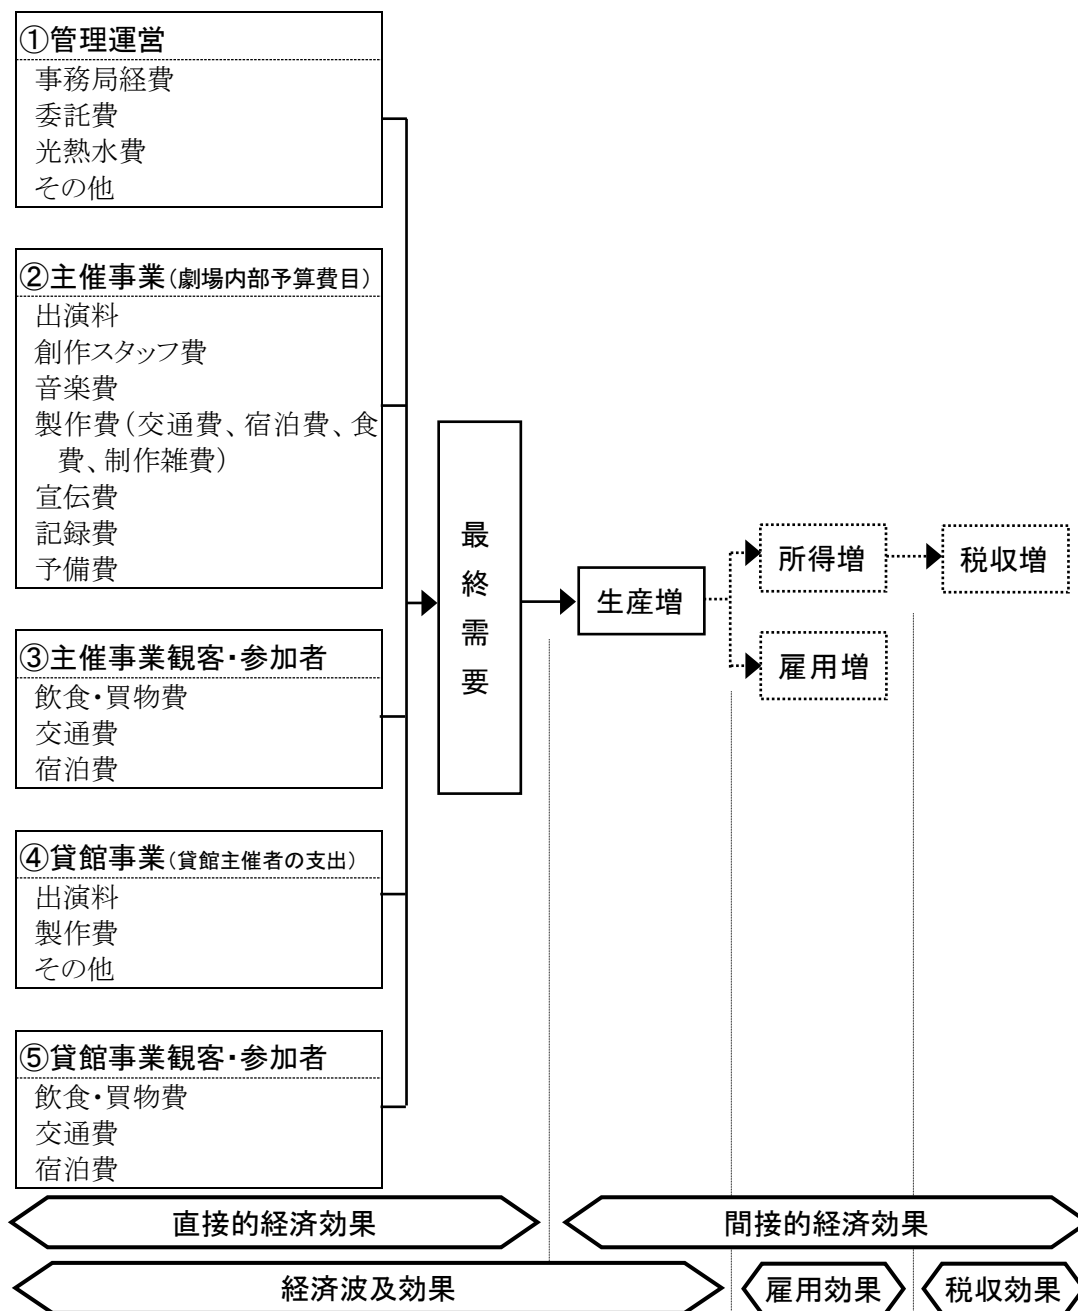 ①管理運営
事務局経費
委託費
光熱水費
その他
②主催事業(劇場内部予算費目)
出演料
創作スタッフ費
音楽費
製作費(交通費、宿泊費、食
費、制作雑費)
宣伝費
記録費
予備費
③主催事業観客・参加者
飲食・買物費
交通費
宿泊費
④貸館事業(貸館主催者の支出)
出演料
製作費
その他
⑤貸館事業観客・参加者
飲食・買物費
交通費
宿泊費
最
終
需
要
生産増
所得増
税収増
雇用増
直接的経済効果
間接的経済効果
経済波及効果
雇用効果
税収効果